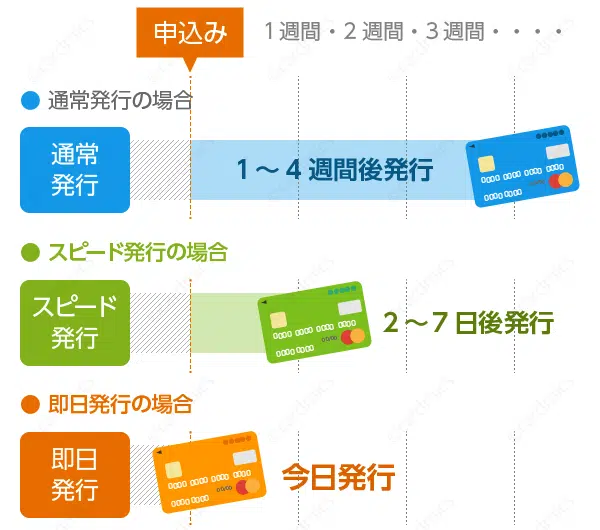 申込み
1週間・2週間・3週間・・・・
● 通常発行の場合
通常
発行
1～4週間後発行
● スピード発行の場合
スピード
発行
2～7日後発行
● 即日発行の場合
即日
発行
今日発行